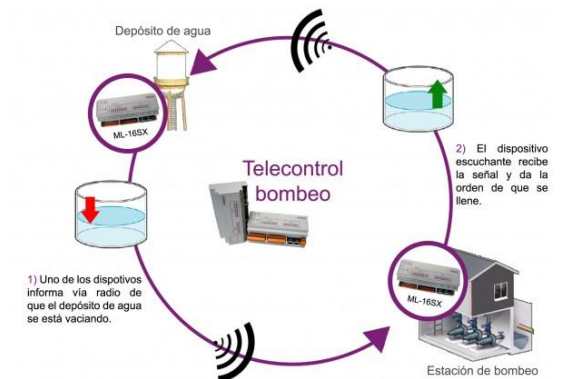 Depósito de agua
ML-16SX
Telecontrol
bombeo
2) El dispositivo
escuchante recibe
la señal y da la
orden de que se
llene.
1) Uno de los dispotivos
informa vía radio de
que el depósito de agua
se está vaciando.
ML-16SX
Estación de bombeo